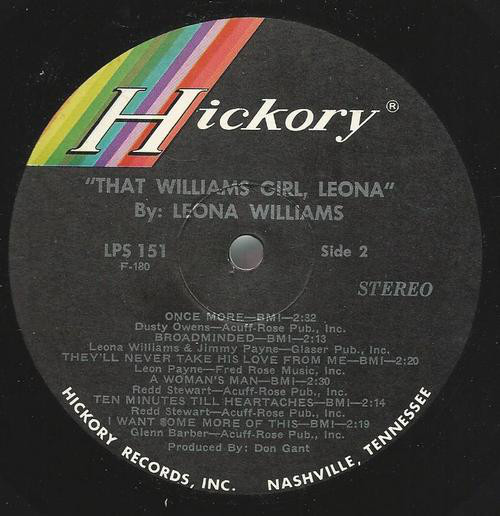 Hickory®
"THAT WILLIAMS GIRL, LEONA"
By: LEONA WILLIAMS
LPS 151
Side 2
F-180
STEREO
ONCE MORE—BMI—2:32
Dusty Owens—Acuff-Rose Pub., Inc.
BROADMINDED—BMI—2:13
Leona Williams & Jimmy Payne—Glaser Pub., Inc.
THEY'LL NEVER TAKE HIS LOVE FROM ME—BMI—2:20
Leon Payne—Fred Rose Music, Inc.
A WOMAN'S MAN—BMI—2:30
Redd Stewart—Acuff-Rose Pub., Inc.
TEN MINUTES TILL HEARTACHES—BMI—2:14
Redd Stewart—Acuff-Rose Pub., Inc.
I WANT SOME MORE OF THIS—BMI—2:19
Glenn Barber—Acuff-Rose Pub., Inc.
Produced By: Don Gant
HICKORY RECORDS, INC. NASHVILLE, TENNESSEE